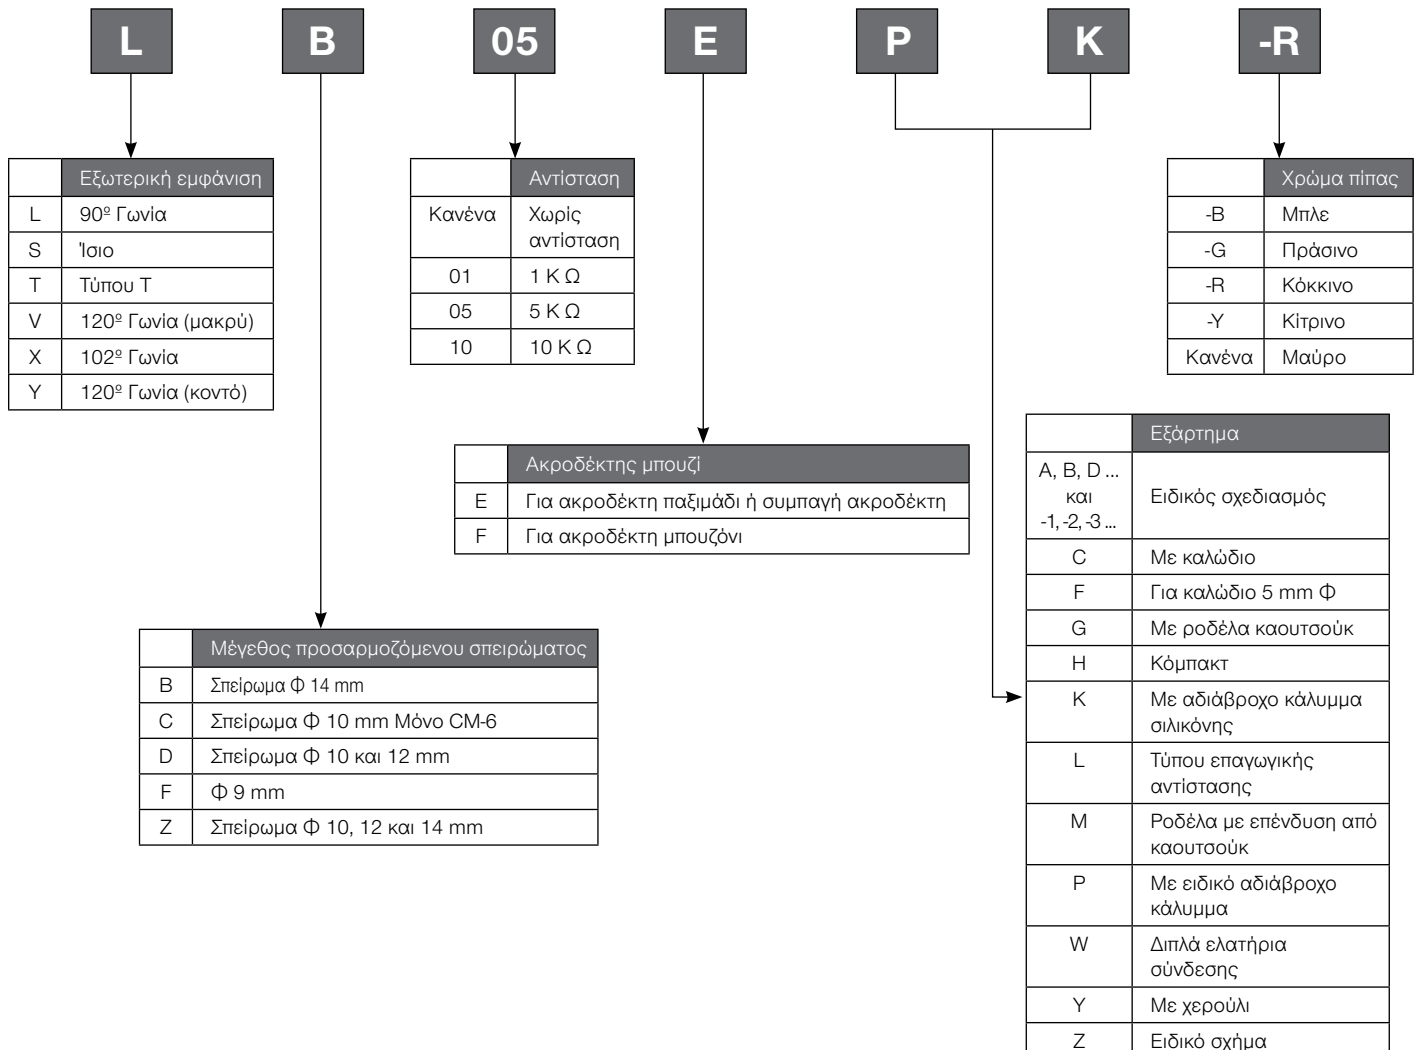 L B 05 E P K -R
Εξωτερική εμφάνιση
L 90º Γωνία
S Ίσιο
T Τύπου Τ
V 120º Γωνία (μακρύ)
X 102º Γωνία
Y 120º Γωνία (κοντό)
Αντίσταση
Κανένα Χωρίς
αντίσταση
01 1 K Ω
05 5 K Ω
10 10 K Ω
Χρώμα πίπας
-B Μπλε
-G Πράσινο
-R Κόκκινο
-Y Κίτρινο
Κανένα Μαύρο
Ακροδέκτης μπουζί
E Για ακροδέκτη παξιμάδι ή συμπαγή ακροδέκτη
F Για ακροδέκτη μπουζόνι
Μέγεθος προσαρμοζόμενου σπειρώματος
B Σπείρωμα Φ 14 mm
C Σπείρωμα Φ 10 mm Μόνο CM-6
D Σπείρωμα Φ 10 και 12 mm
F Φ 9 mm
Z Σπείρωμα Φ 10, 12 και 14 mm
Εξάρτημα
A, B, D ...
και
-1, -2, -3 ...
Ειδικός σχεδιασμός
C Με καλώδιο
F Για καλώδιο 5 mm Φ
G Με ροδέλα καουτσούκ
H Κόμπακτ
K Με αδιάβροχο κάλυμμα
σιλικόνης
L Τύπου επαγωγικής
αντίστασης
M Ροδέλα με επένδυση από
καουτσούκ
P Με ειδικό αδιάβροχο
κάλυμμα
W Διπλά ελατήρια
σύνδεσης
Y Με χερούλι
Z Ειδικό σχήμα